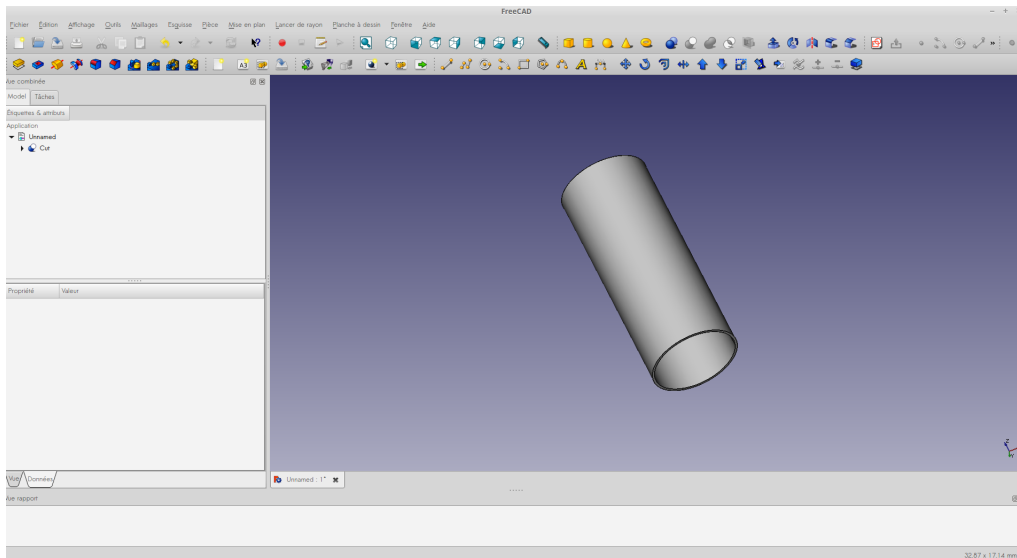 FreeCAD
Fichier Édition Affichage Outils Maillages Esquisse Pièce Mise en plan Lancer de rayon Planche à dessin Fenêtre Aide
A3
Vue combinée
Model Tâches
Étiquettes & attributs
Application
Unnamed
Cut
Propriété Valeur
Vue Données
Unnamed : 1*
Vue rapport
32.57 x 17.14 mm